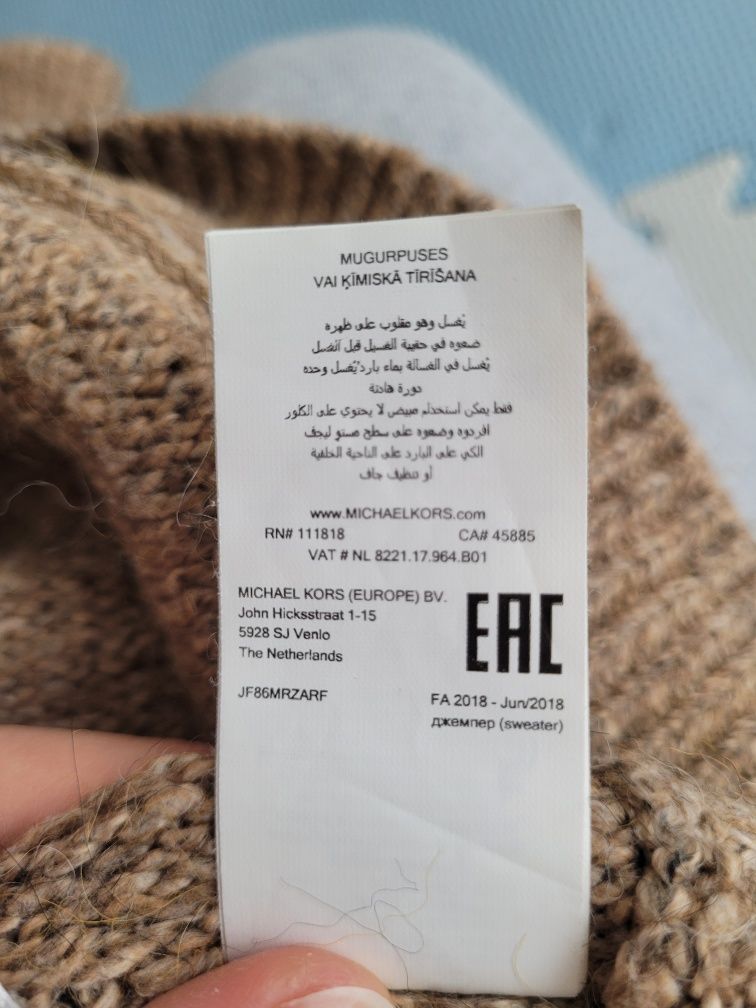 MUGURPUSES
VAI ĶĪMISKĀ TĪRĪŠANA
يُغسل وهو مقلوب على ظهره
ضعوه في حقيبة الغسيل قبل الغسل
يُغسل في الغسالة بماء بارد يُغسل وحده
دورة هادئة
فقط يمكن استخدام مبيض لا يحتوي على الكلور
افردوه وضعوه على سطح مستو ليجف
الكي على البارد على الناحية الخلفية
أو تنظيف جاف
www.MICHAELKORS.com
RN# 111818 CA# 45885
VAT # NL 8221.17.964.B01
MICHAEL KORS (EUROPE) BV.
John Hicksstraat 1-15
5928 SJ Venlo
The Netherlands
EAC
JF86MRZARF
FA 2018 - Jun/2018
джемпер (sweater)